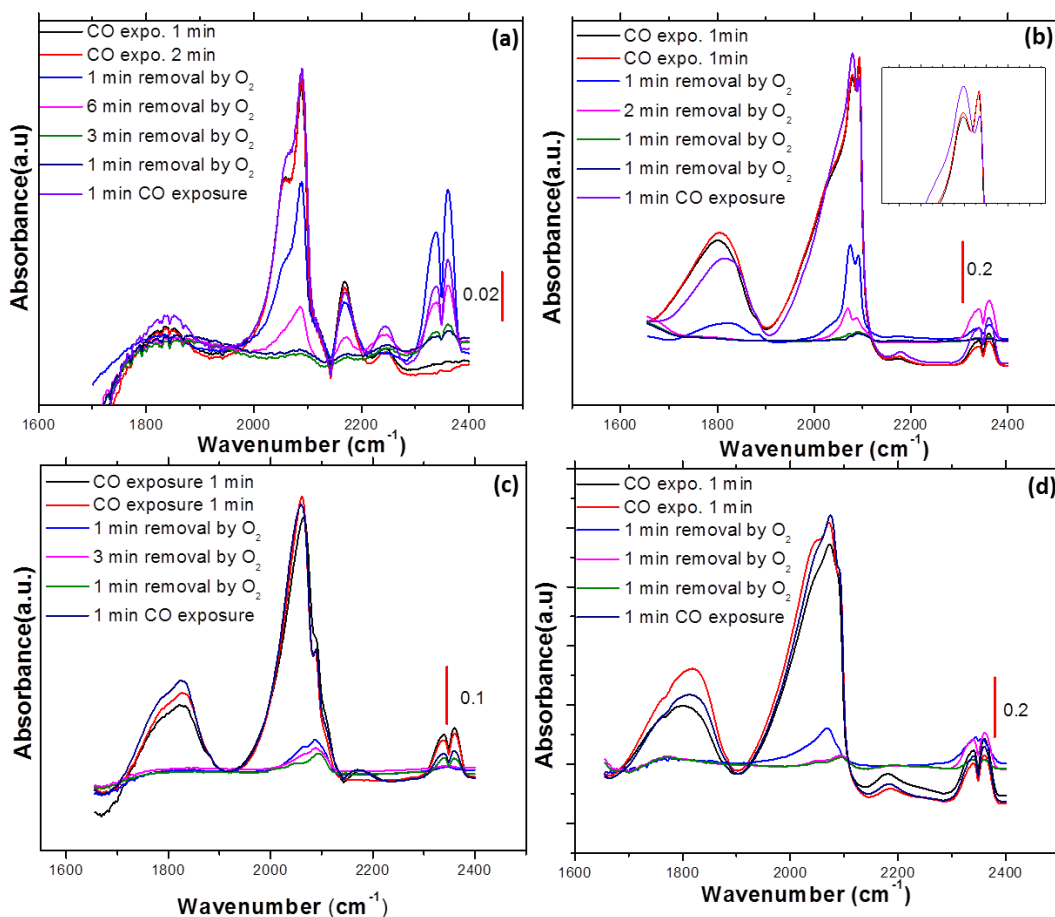 (a)
CO expo. 1 min
CO expo. 2 min
1 min removal by O2
6 min removal by O2
3 min removal by O2
1 min removal by O2
1 min CO exposure
0.02
Absorbance(a.u)
1600 1800 2000 2200 2400
Wavenumber (cm-1)
(b)
CO expo. 1min
CO expo. 1min
1 min removal by O2
2 min removal by O2
1 min removal by O2
1 min removal by O2
1 min CO exposure
0.2
Absorbance(a.u.)
1600 1800 2000 2200 2400
Wavenumber (cm-1)
(c)
CO exposure 1 min
CO exposure 1 min
1 min removal by O2
3 min removal by O2
1 min removal by O2
1 min CO exposure
0.1
Absorbance(a.u.)
1600 1800 2000 2200 2400
Wavenumber (cm-1)
(d)
CO expo. 1 min
CO expo. 1 min
1 min removal by O2
1 min removal by O2
1 min removal by O2
1 min CO exposure
0.2
Absorbance(a.u)
1600 1800 2000 2200 2400
Wavenumber (cm-1)